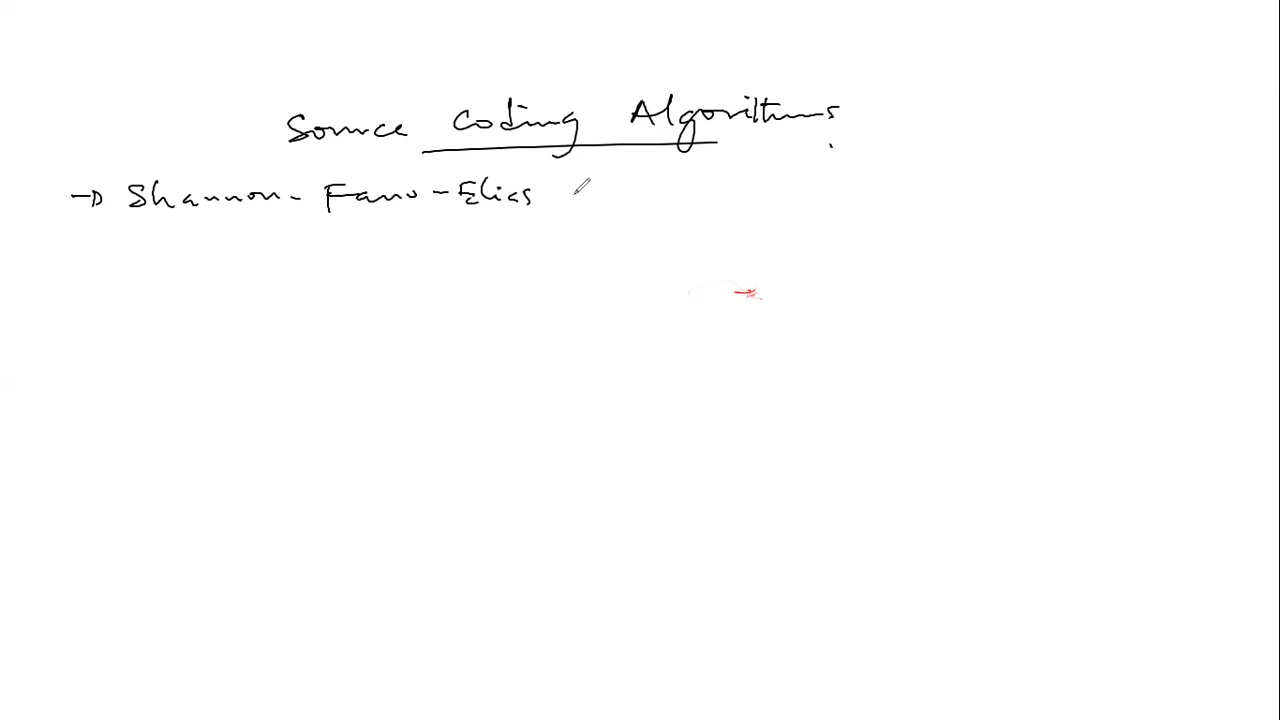 Source Coding Algorithms
→ Shannon - Fano - Elias